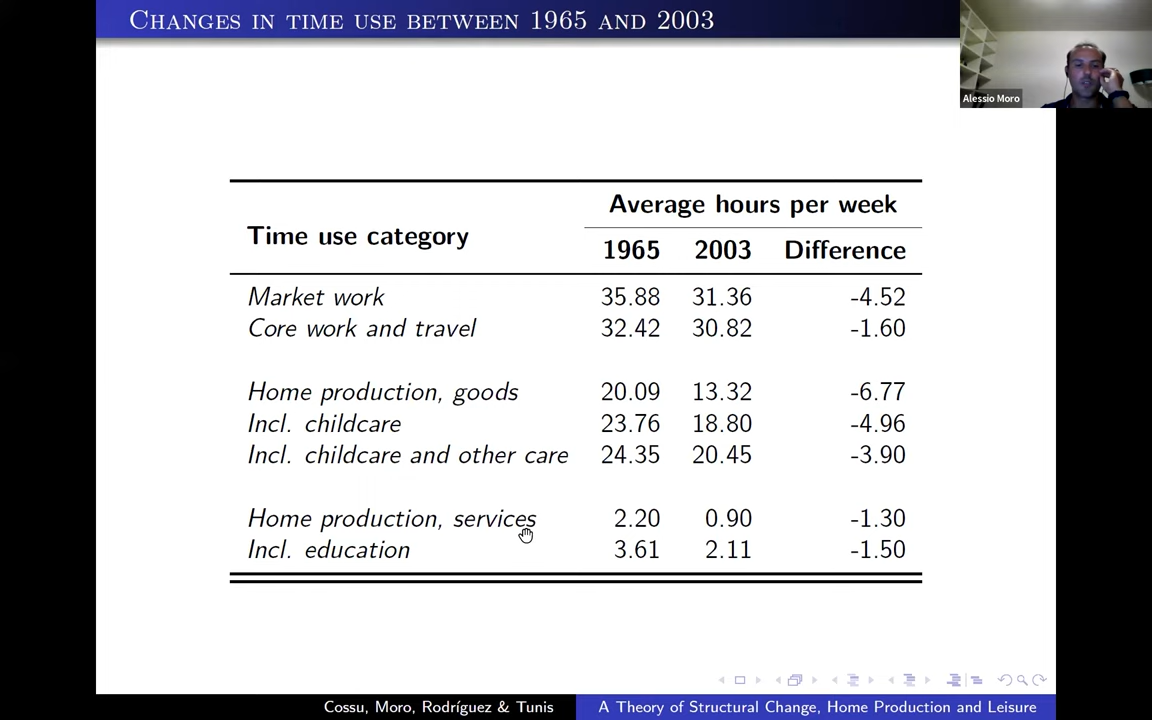 CHANGES IN TIME USE BETWEEN 1965 AND 2003
Alessio Moro
Average hours per week
Time use category
1965 2003 Difference
Market work 35.88 31.36 -4.52
Core work and travel 32.42 30.82 -1.60
Home production, goods 20.09 13.32 -6.77
Incl. childcare 23.76 18.80 -4.96
Incl. childcare and other care 24.35 20.45 -3.90
Home production, services 2.20 0.90 -1.30
Incl. education 3.61 2.11 -1.50
Cossu, Moro, Rodríguez & Tunis A Theory of Structural Change, Home Production and Leisure